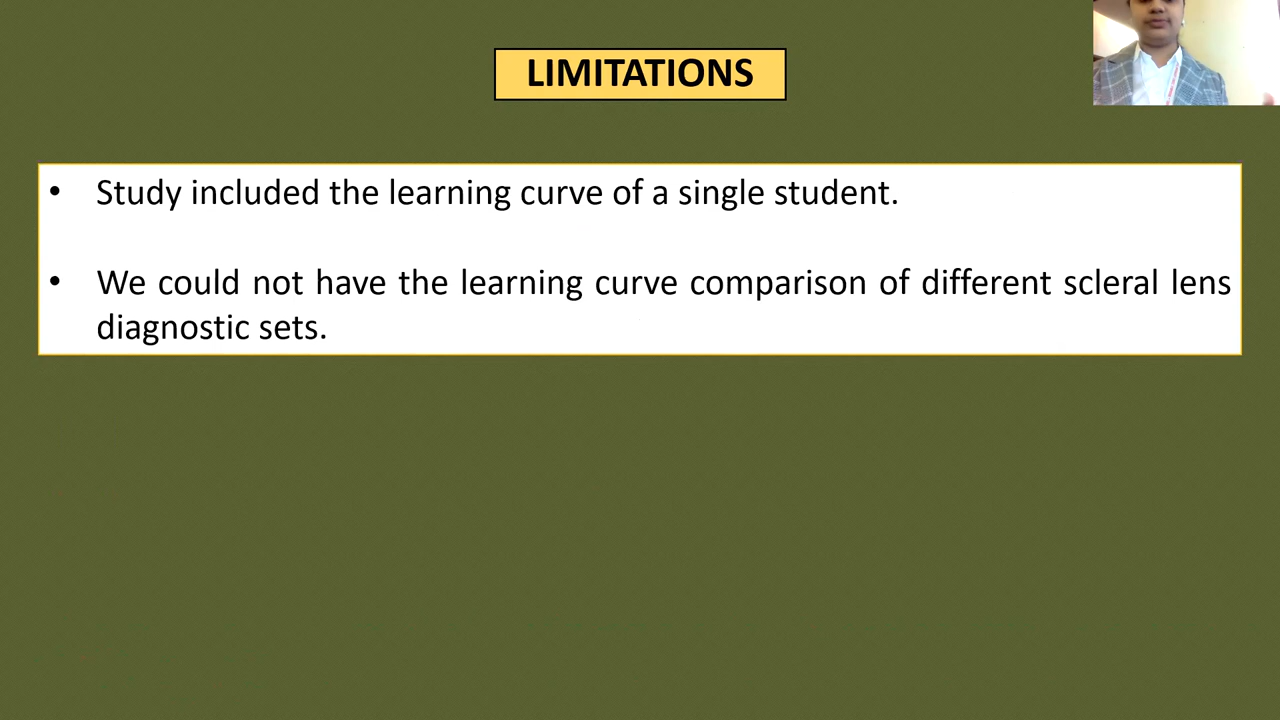 LIMITATIONS
• Study included the learning curve of a single student.
• We could not have the learning curve comparison of different scleral lens
diagnostic sets.